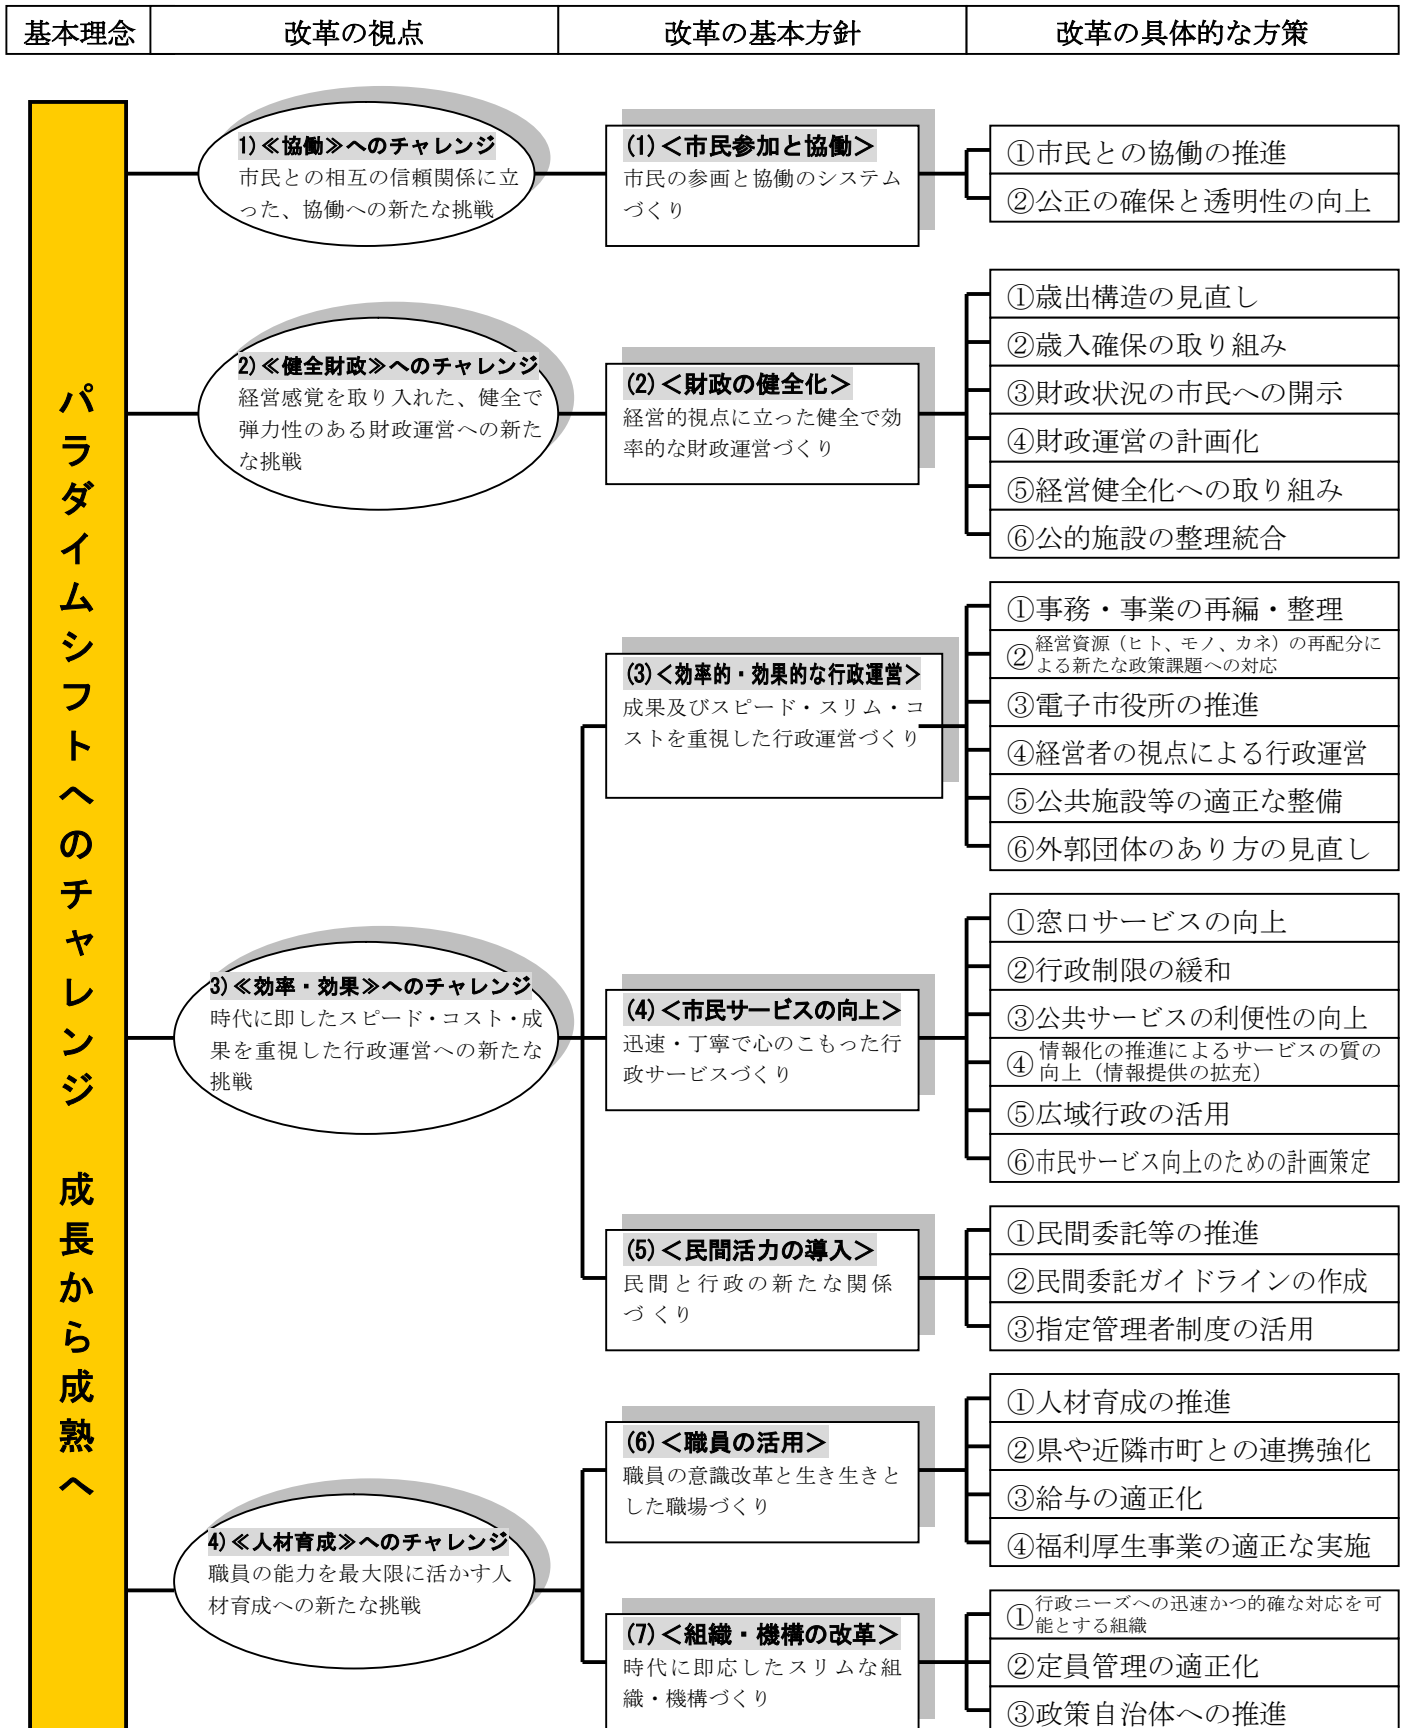 基本理念
改革の視点
改革の基本方針
改革の具体的な方策
パラダイムシフトへのチャレンジ 成長から成熟へ
1)≪協働≫へのチャレンジ
市民との相互の信頼関係に立
った、協働への新たな挑戦
(1)＜市民参加と協働＞
市民の参画と協働のシステム
づくり
①市民との協働の推進
②公正の確保と透明性の向上
2)≪健全財政≫へのチャレンジ
経営感覚を取り入れた、健全で
弾力性のある財政運営への新た
な挑戦
(2)＜財政の健全化＞
経営的視点に立った健全で効
率的な財政運営づくり
①歳出構造の見直し
②歳入確保の取り組み
③財政状況の市民への開示
④財政運営の計画化
⑤経営健全化への取り組み
⑥公的施設の整理統合
3)≪効率・効果≫へのチャレンジ
時代に即したスピード・コスト・成
果を重視した行政運営への新たな
挑戦
(3)＜効率的・効果的な行政運営＞
成果及びスピード・スリム・コ
ストを重視した行政運営づくり
①事務・事業の再編・整理
②経営資源（ヒト、モノ、カネ）の再配分に
よる新たな政策課題への対応
③電子市役所の推進
④経営者の視点による行政運営
⑤公共施設等の適正な整備
⑥外郭団体のあり方の見直し
(4)＜市民サービスの向上＞
迅速・丁寧で心のこもった行
政サービスづくり
①窓口サービスの向上
②行政制限の緩和
③公共サービスの利便性の向上
④情報化の推進によるサービスの質の
向上（情報提供の拡充）
⑤広域行政の活用
⑥市民サービス向上のための計画策定
(5)＜民間活力の導入＞
民間と行政の新たな関係
づくり
①民間委託等の推進
②民間委託ガイドラインの作成
③指定管理者制度の活用
4)≪人材育成≫へのチャレンジ
職員の能力を最大限に活かす人
材育成への新たな挑戦
(6)＜職員の活用＞
職員の意識改革と生き生きと
した職場づくり
①人材育成の推進
②県や近隣市町との連携強化
③給与の適正化
④福利厚生事業の適正な実施
(7)＜組織・機構の改革＞
時代に即応したスリムな組
織・機構づくり
①行政ニーズへの迅速かつ的確な対応を可
能とする組織
②定員管理の適正化
③政策自治体への推進